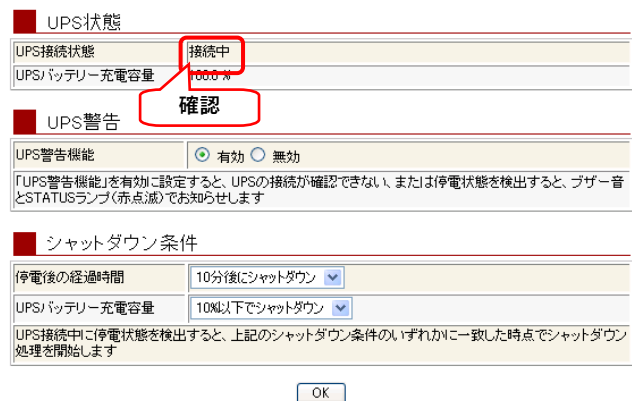 UPS状態
UPS接続状態 接続中
UPSバッテリー充電容量 100.0 %
確認
UPS警告
UPS警告機能 有効 無効
「UPS警告機能」を有効に設定すると、UPSの接続が確認できない、または停電状態を検出すると、ブザー音
とSTATUSランプ(赤点滅)でお知らせします
シャットダウン条件
停電後の経過時間 10分後にシャットダウン
UPSバッテリー充電容量 10%以下でシャットダウン
UPS接続中に停電状態を検出すると、上記のシャットダウン条件のいずれかに一致した時点でシャットダウン
処理を開始します
OK